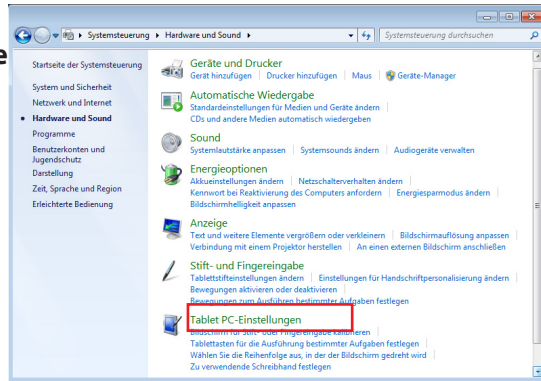 Systemsteuerung ▸ Hardware und Sound ▸
Systemsteuerung durchsuchen
e
Startseite der Systemsteuerung
System und Sicherheit
Netzwerk und Internet
Hardware und Sound
Programme
Benutzerkonten und
Jugendschutz
Darstellung
Zeit, Sprache und Region
Erleichterte Bedienung
Geräte und Drucker
Gerät hinzufügen | Drucker hinzufügen | Maus | Geräte-Manager
Automatische Wiedergabe
Standardeinstellungen für Medien und Geräte ändern
CDs und andere Medien automatisch wiedergeben
Sound
Systemlautstärke anpassen | Systemsounds ändern | Audiogeräte verwalten
Energieoptionen
Akkueinstellungen ändern | Netzschalterverhalten ändern
Kennwort bei Reaktivierung des Computers anfordern | Energiesparmodus ändern
Bildschirmhelligkeit anpassen
Anzeige
Text und weitere Elemente vergrößern oder verkleinern | Bildschirmauflösung anpassen
Verbindung mit einem Projektor herstellen | An einen externen Bildschirm anschließen
Stift- und Fingereingabe
Tablettstifteinstellungen ändern | Einstellungen für Handschriftpersonalisierung ändern
Bewegungen aktivieren oder deaktivieren
Bewegungen zum Ausführen bestimmter Aufgaben festlegen
Tablet PC-Einstellungen
Bildschirm für Stift- oder Fingereingabe kalibrieren
Tabletttasten für die Ausführung bestimmter Aufgaben festlegen
Wählen Sie die Reihenfolge aus, in der der Bildschirm gedreht wird
Zu verwendende Schreibhand festlegen